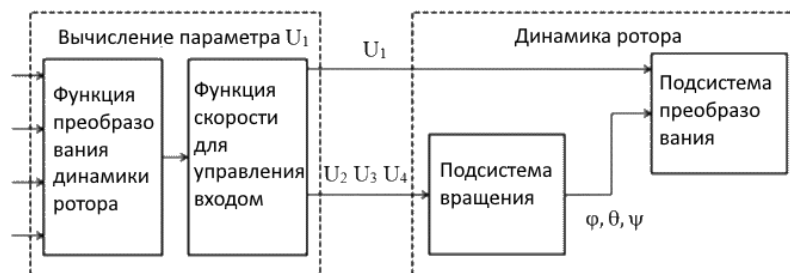 Вычисление параметра U₁
Функция
преобразо
вания
динамики
ротора
Функция
скорости
для
управления
входом
U₁
U₂ U₃ U₄
Динамика ротора
Подсистема
вращения
φ, θ, ψ
Подсистема
преобразо
вания